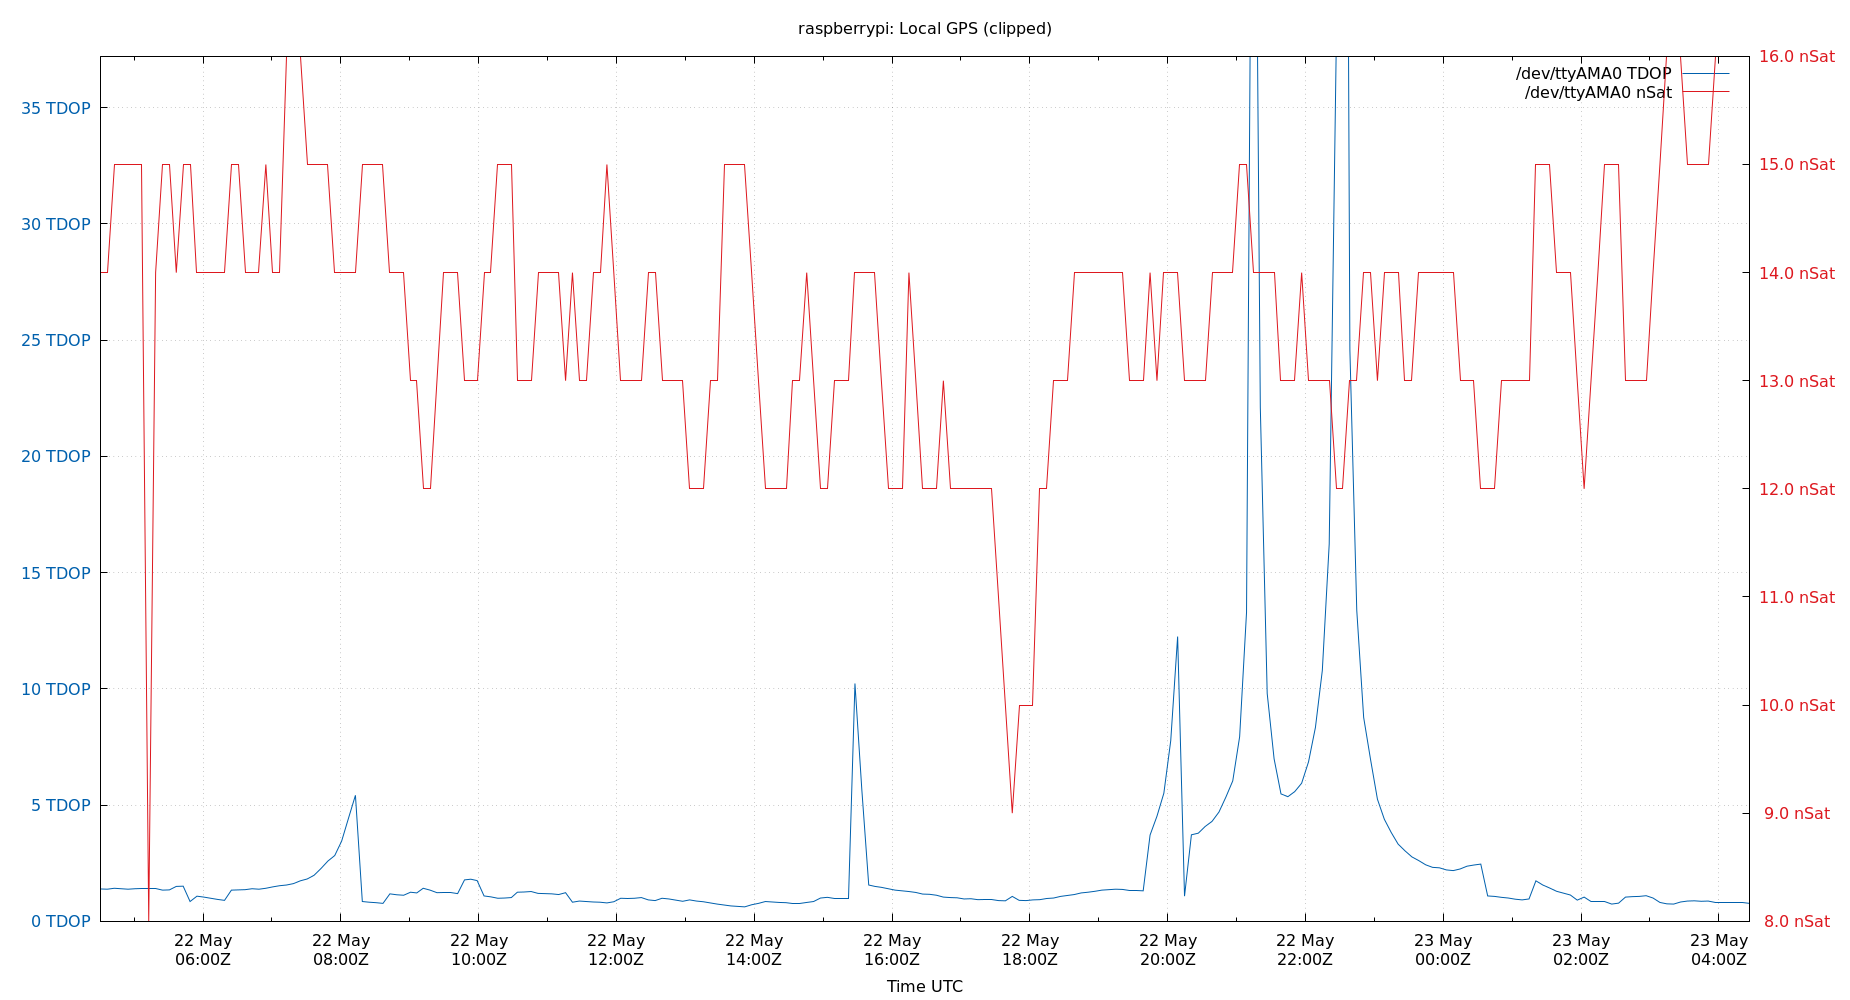 raspberrypi: Local GPS (clipped)
/dev/ttyAMA0 TDOP
/dev/ttyAMA0 nSat
35 TDOP
30 TDOP
25 TDOP
20 TDOP
15 TDOP
10 TDOP
5 TDOP
0 TDOP
16.0 nSat
15.0 nSat
14.0 nSat
13.0 nSat
12.0 nSat
11.0 nSat
10.0 nSat
9.0 nSat
8.0 nSat
22 May
06:00Z
22 May
08:00Z
22 May
10:00Z
22 May
12:00Z
22 May
14:00Z
22 May
16:00Z
22 May
18:00Z
22 May
20:00Z
22 May
22:00Z
23 May
00:00Z
23 May
02:00Z
23 May
04:00Z
Time UTC